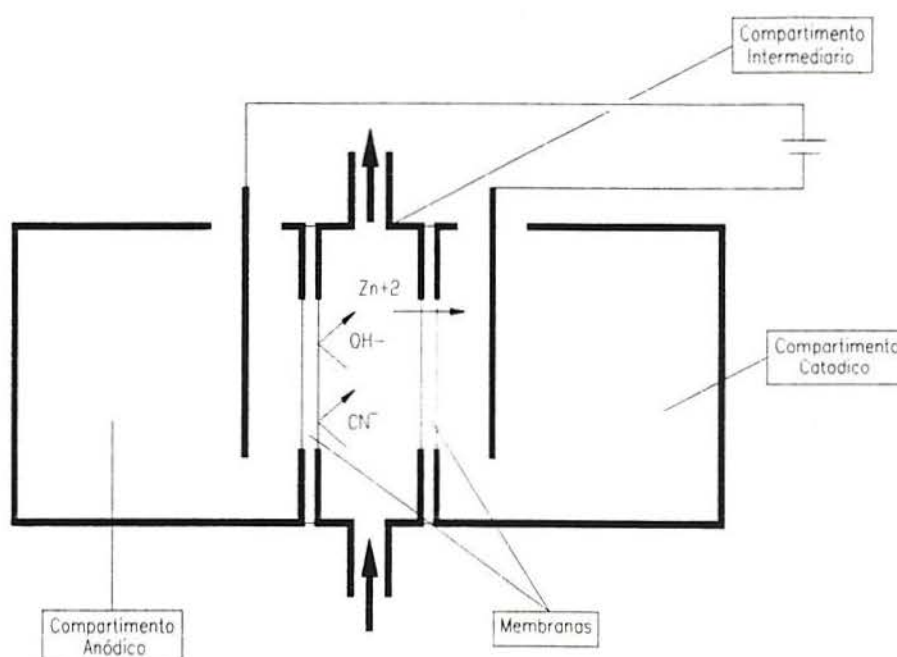 Compartimento
Intermediario
Zn+2
OH-
CN-
Compartimento
Catodico
Compartimento
Anódico
Membranas